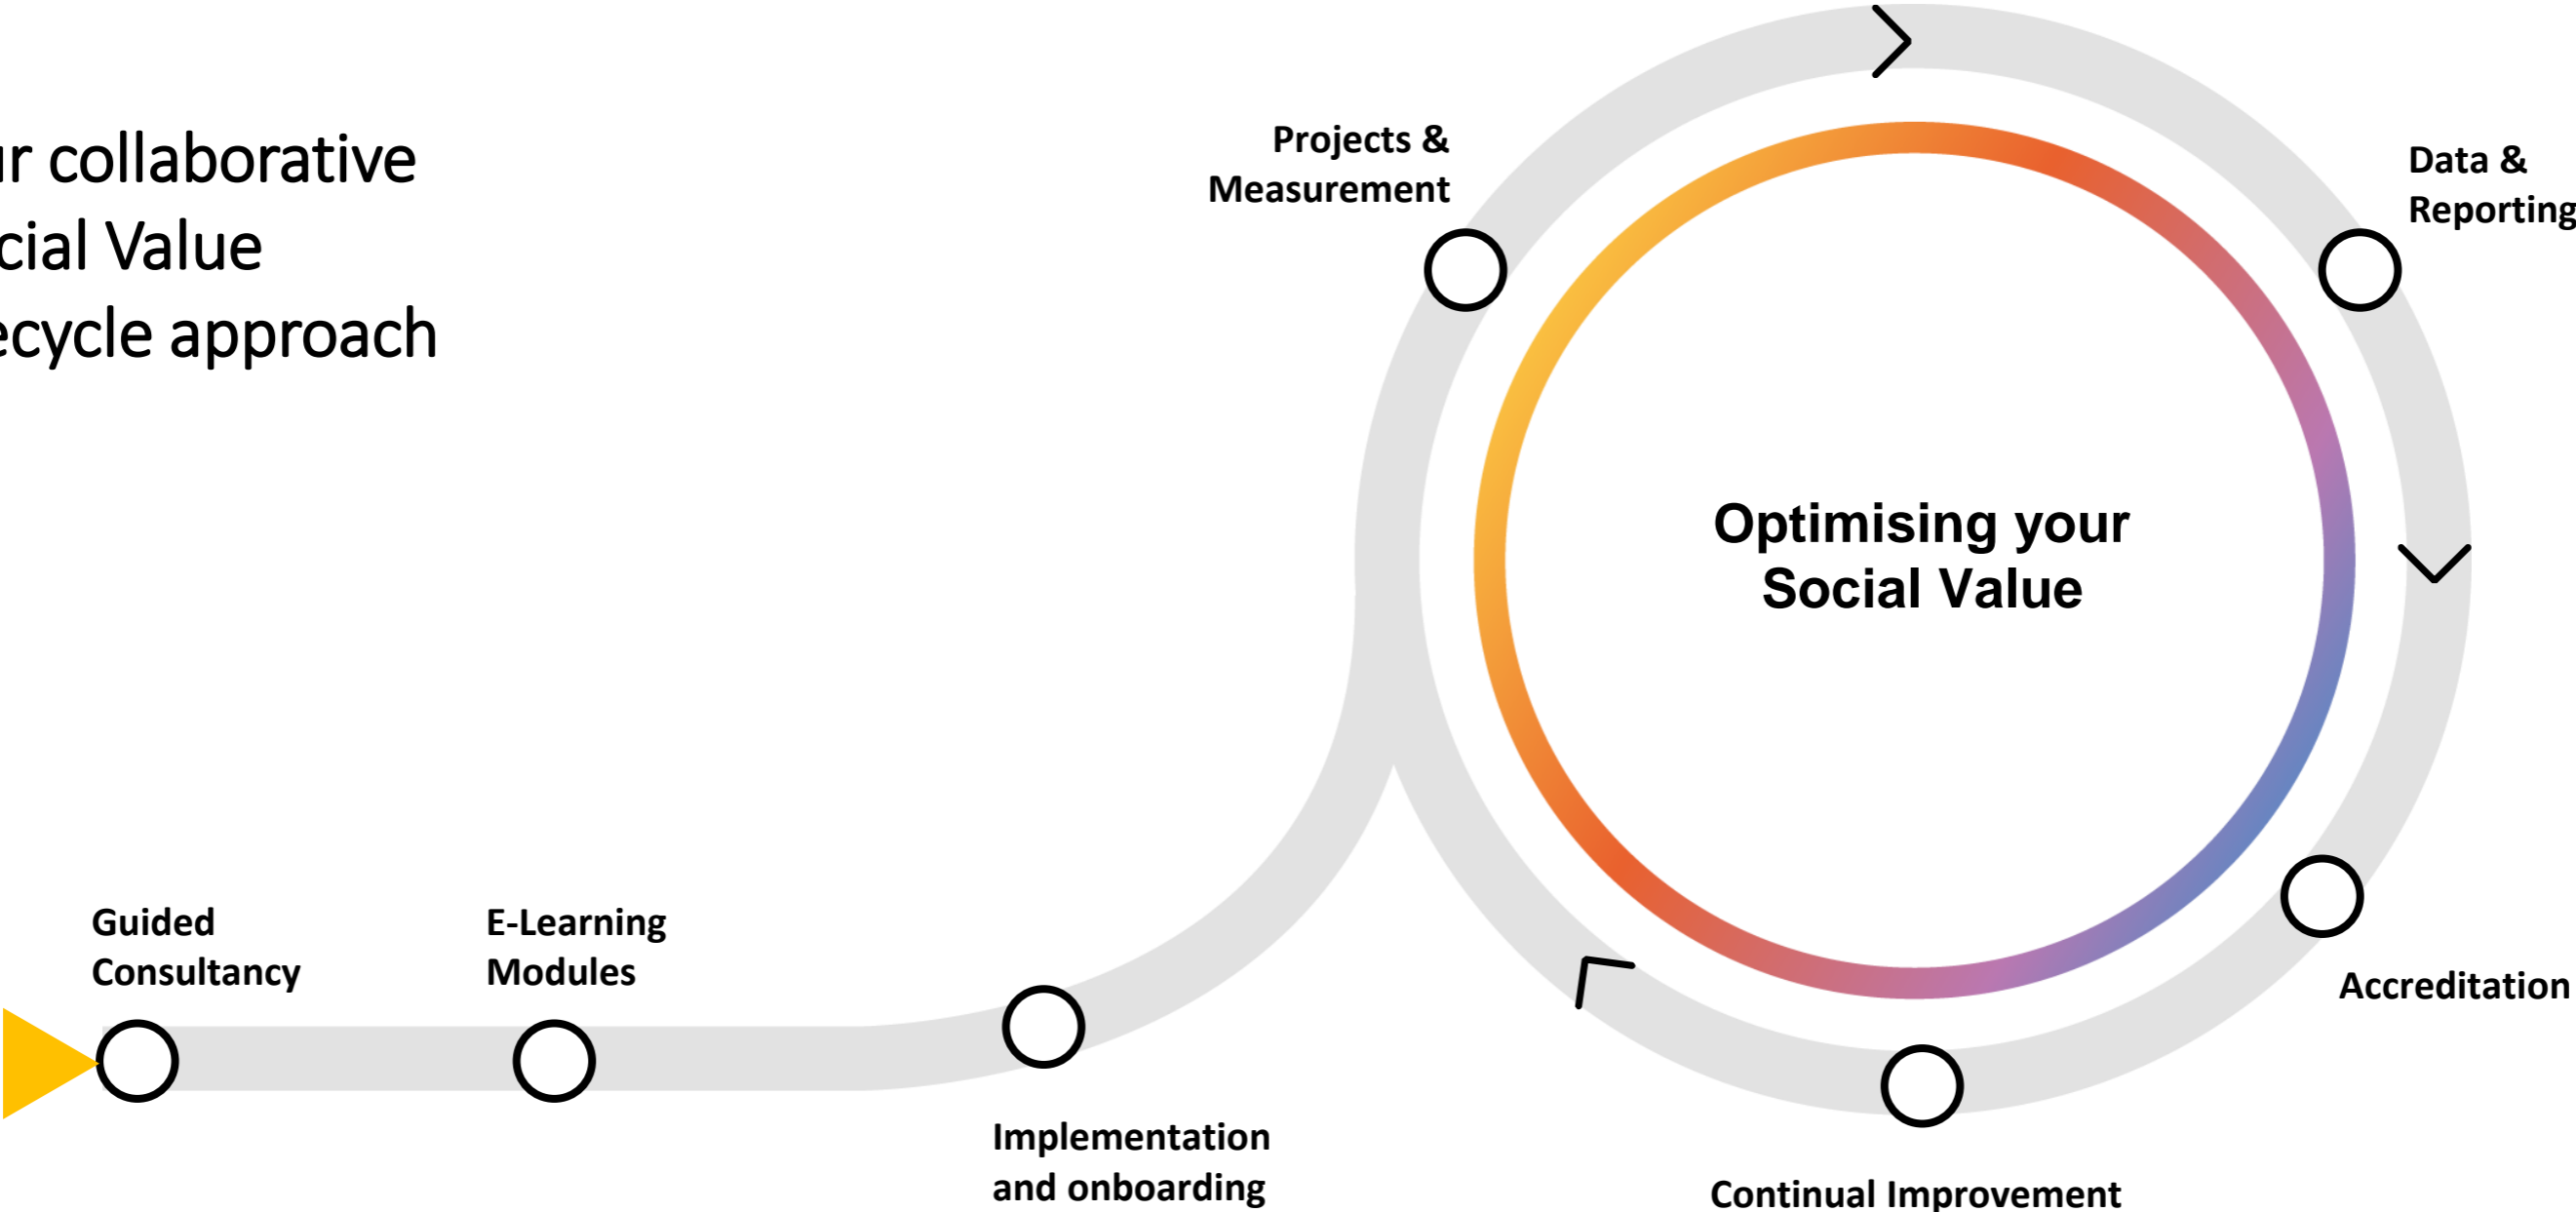 ur collaborative
cial Value
ecycle approach
Projects &
Measurement
Data &
Reporting
Optimising your
Social Value
Guided
Consultancy
E-Learning
Modules
Accreditation
Implementation
and onboarding
Continual Improvement